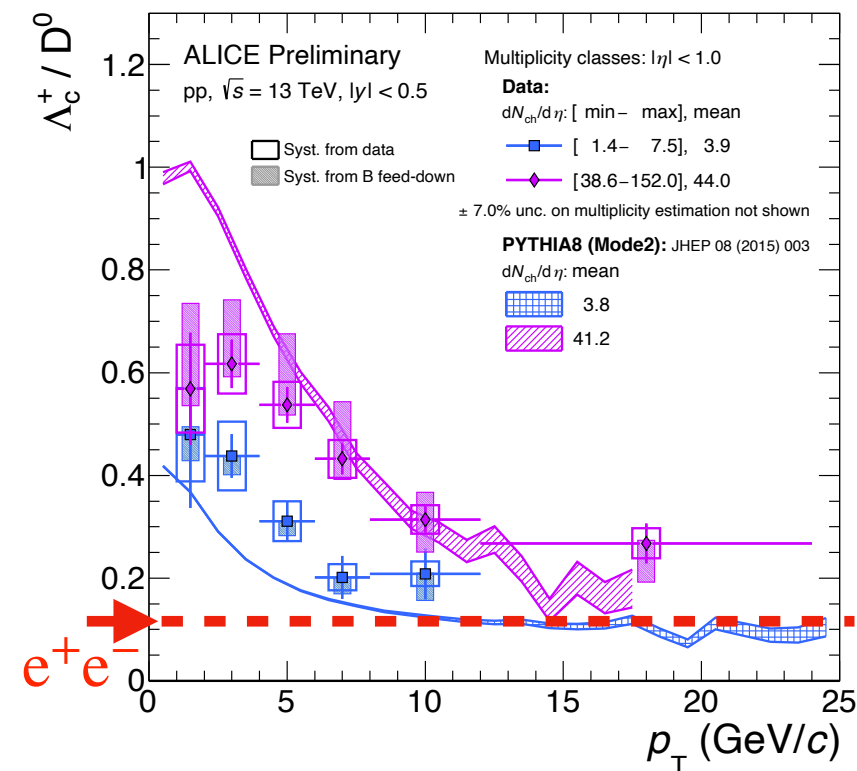 ALICE Preliminary
pp, √s = 13 TeV, |y| < 0.5
Syst. from data
Syst. from B feed-down
Multiplicity classes: |η| < 1.0
Data:
dN_ch/dη: [ min − max], mean
[ 1.4− 7.5], 3.9
[38.6−152.0], 44.0
± 7.0% unc. on multiplicity estimation not shown
PYTHIA8 (Mode2): JHEP 08 (2015) 003
dN_ch/dη: mean
3.8
41.2
Λ_c^+ / D^0
1.2
1
0.8
0.6
0.4
0.2
0
e^+e^−
0 5 10 15 20 25
p_T (GeV/c)